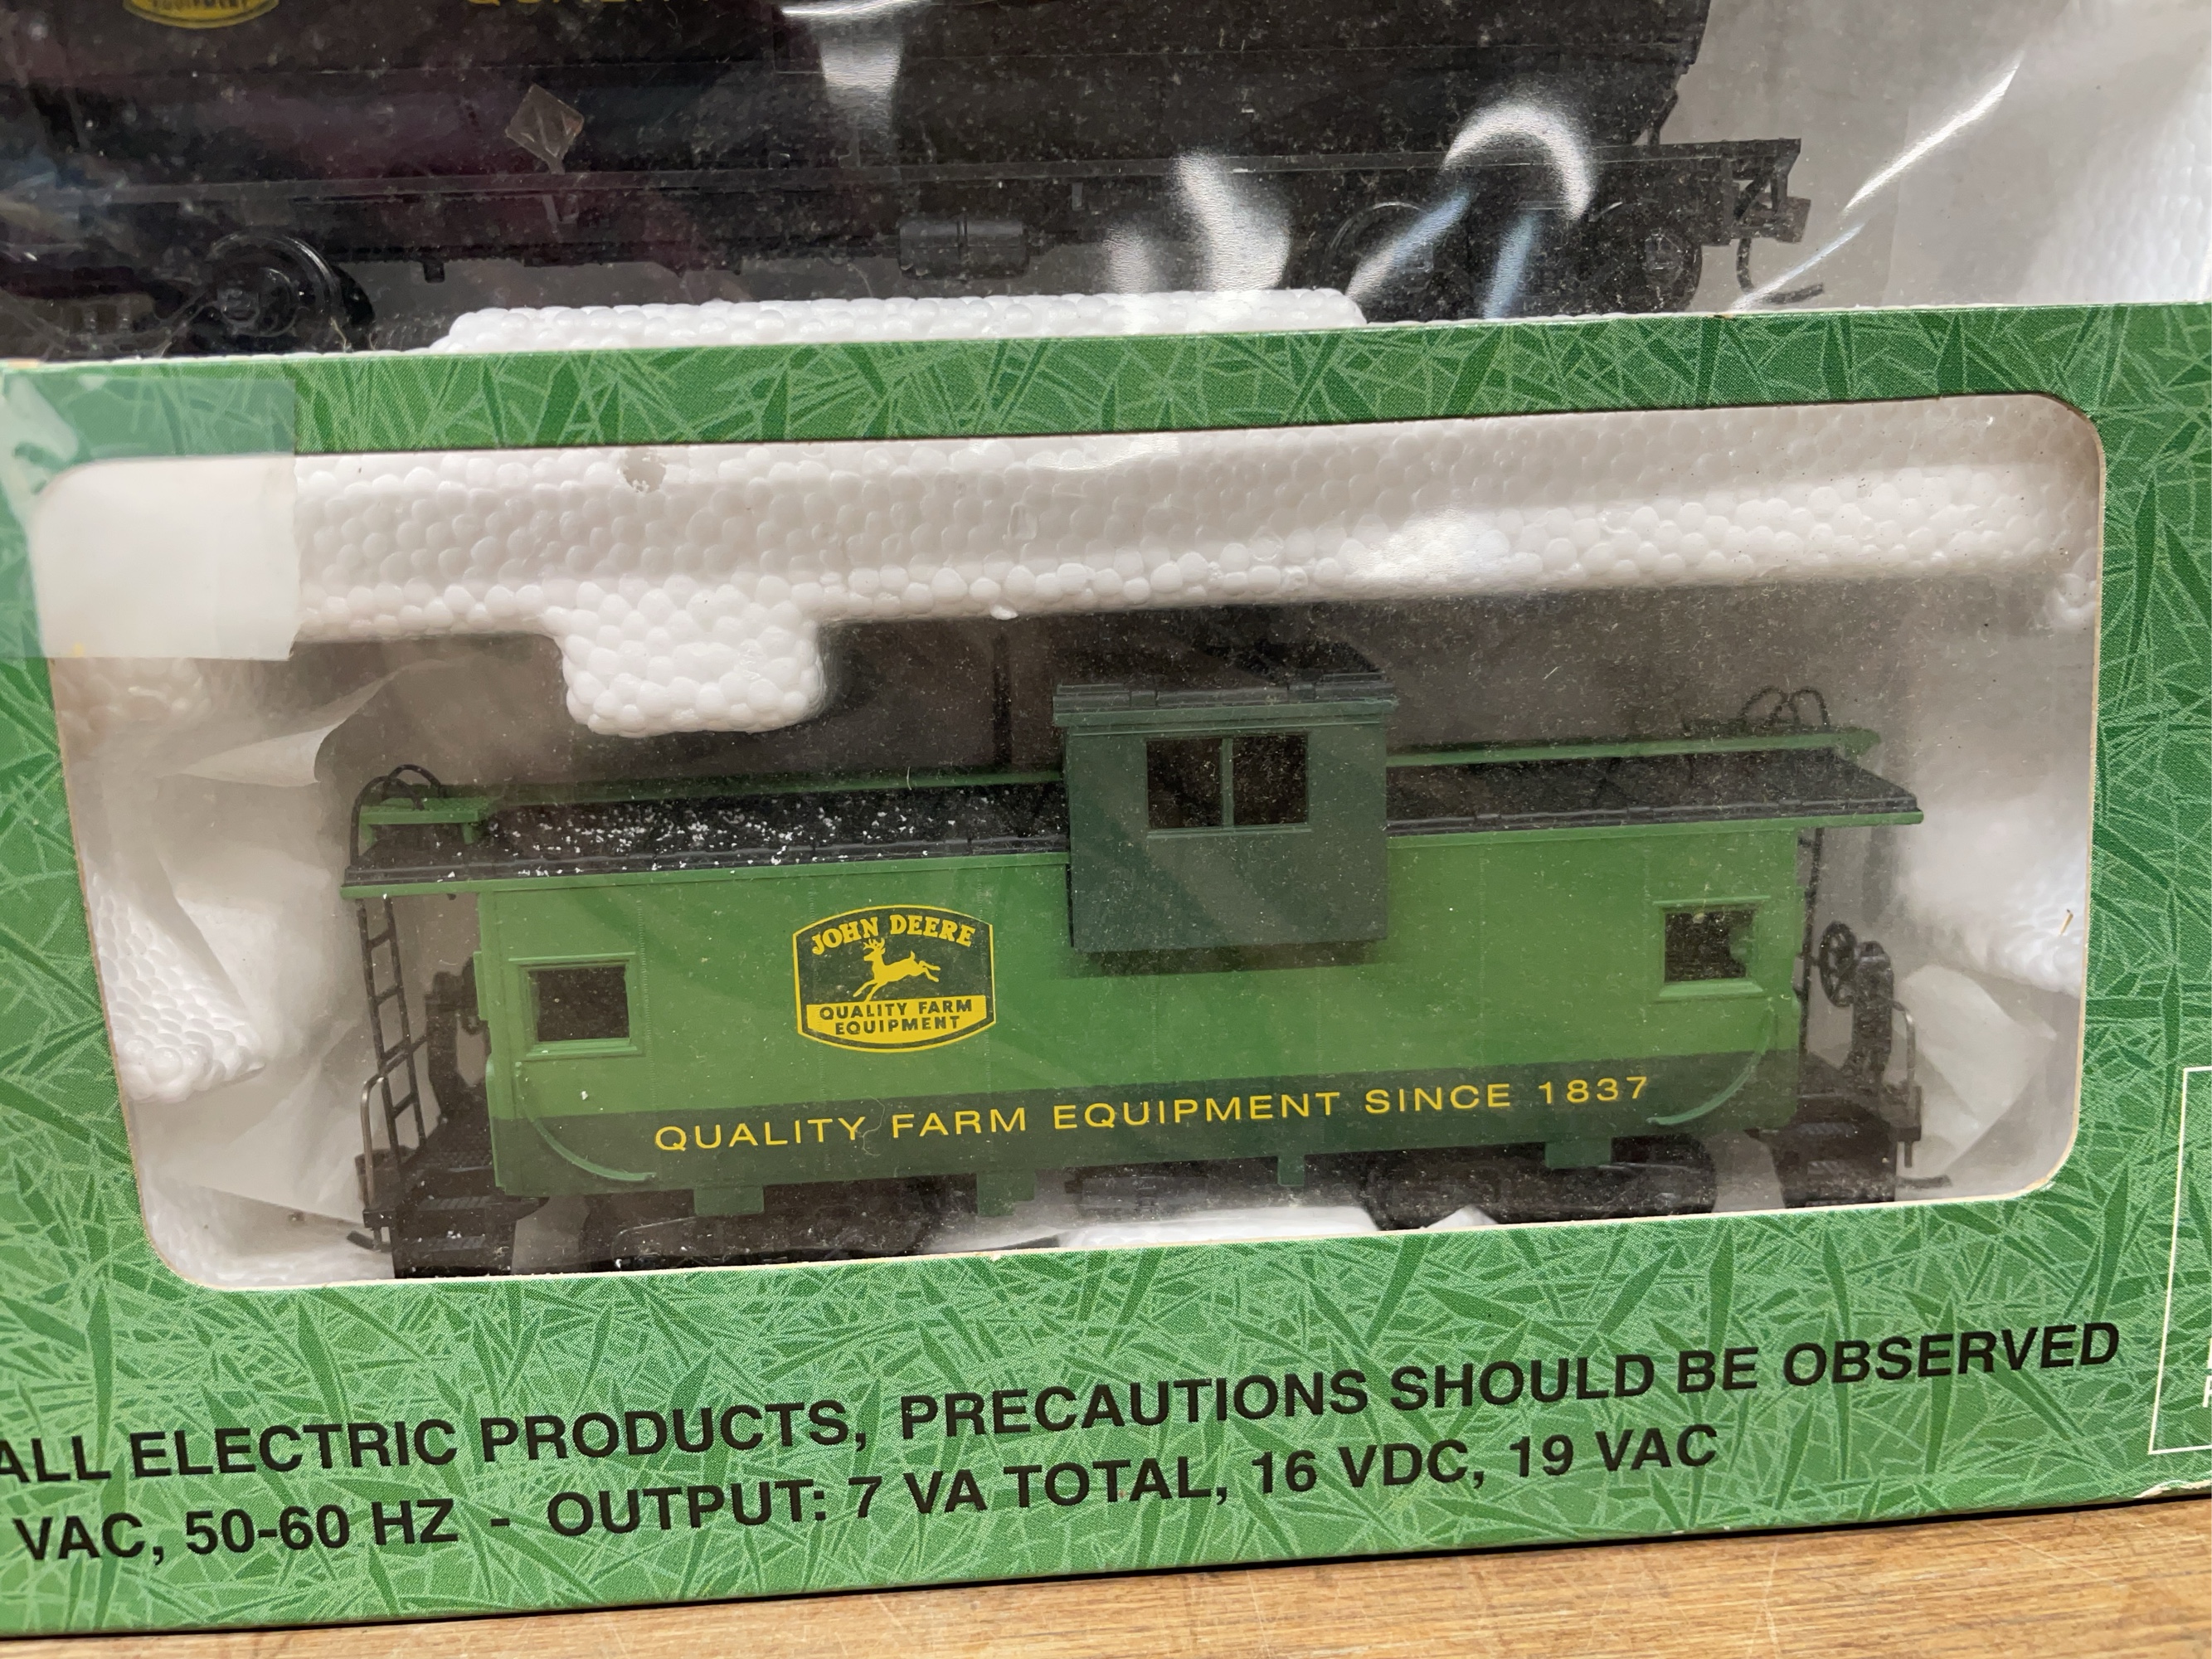 EQUIPMENT
JOHN DEERE
QUALITY FARM
EQUIPMENT
QUALITY FARM EQUIPMENT SINCE 1837
ALL ELECTRIC PRODUCTS, PRECAUTIONS SHOULD BE OBSERVED
VAC, 50-60 HZ - OUTPUT: 7 VA TOTAL, 16 VDC, 19 VAC